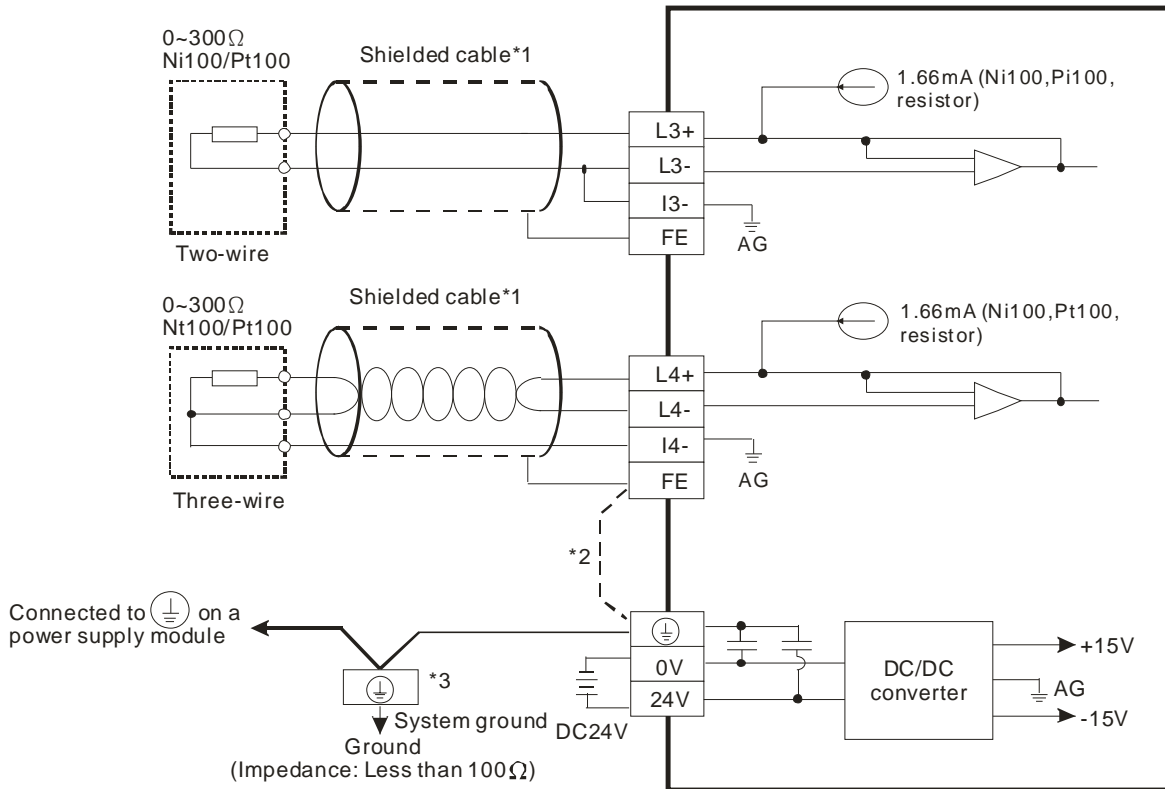 0~300Ω
Ni100/Pt100
Shielded cable*1
1.66mA (Ni100,Pi100,
resistor)
L3+
L3-
I3-
FE
AG
Two-wire
0~300Ω
Nt100/Pt100
Shielded cable*1
1.66mA (Ni100,Pt100,
resistor)
L4+
L4-
I4-
FE
AG
Three-wire
*2
Connected to on a
power supply module
*3
System ground
Ground
(Impedance: Less than 100Ω)
0V
24V
DC24V
DC/DC
converter
+15V
AG
-15V